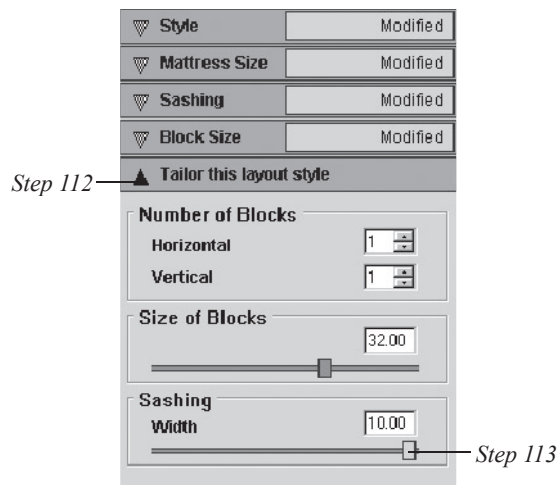 Style Modified
Mattress Size Modified
Sashing Modified
Block Size Modified
Step 112 Tailor this layout style
Number of Blocks
Horizontal 1
Vertical 1
Size of Blocks
32.00
Sashing
Width 10.00
Step 113